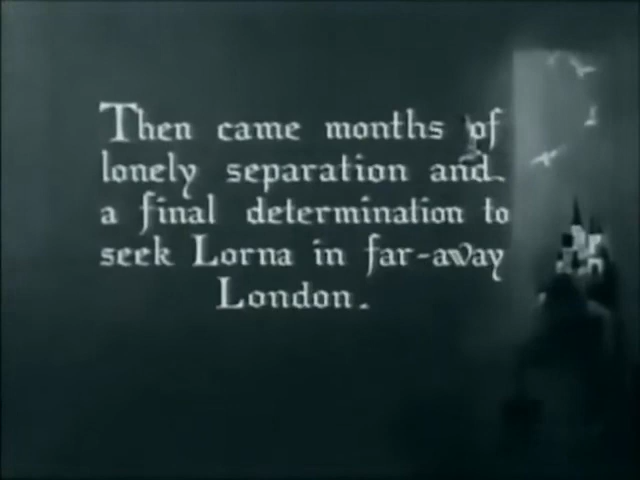 Then came months of
lonely separation and
a final determination to
seek Lorna in far-away
London.